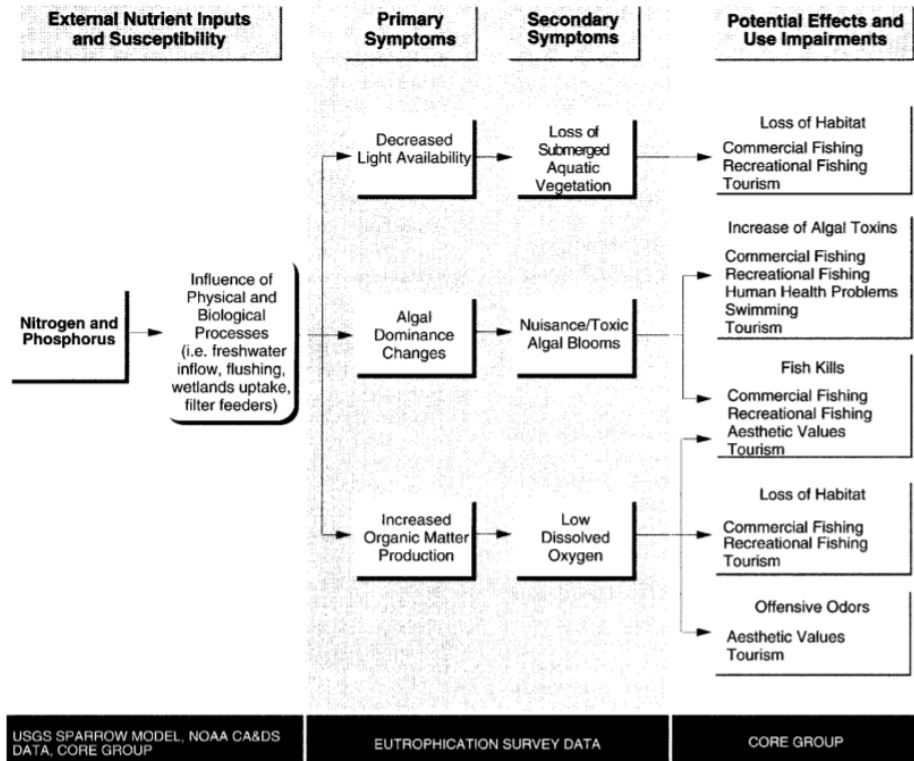 External Nutrient Inputs
and Susceptibility
Primary
Symptoms
Secondary
Symptoms
Potential Effects and
Use Impairments
Nitrogen and
Phosphorus
Influence of
Physical and
Biological
Processes
(i.e. freshwater
inflow, flushing,
wetlands uptake,
filter feeders)
Decreased
Light Availability
Loss of
Submerged
Aquatic
Vegetation
Loss of Habitat
Commercial Fishing
Recreational Fishing
Tourism
Algal
Dominance
Changes
Nuisance/Toxic
Algal Blooms
Increase of Algal Toxins
Commercial Fishing
Recreational Fishing
Human Health Problems
Swimming
Tourism
Fish Kills
Commercial Fishing
Recreational Fishing
Aesthetic Values
Tourism
Increased
Organic Matter
Production
Low
Dissolved
Oxygen
Loss of Habitat
Commercial Fishing
Recreational Fishing
Tourism
Offensive Odors
Aesthetic Values
Tourism
USGS SPARROW MODEL, NOAA CA&DS
DATA, CORE GROUP
EUTROPHICATION SURVEY DATA
CORE GROUP